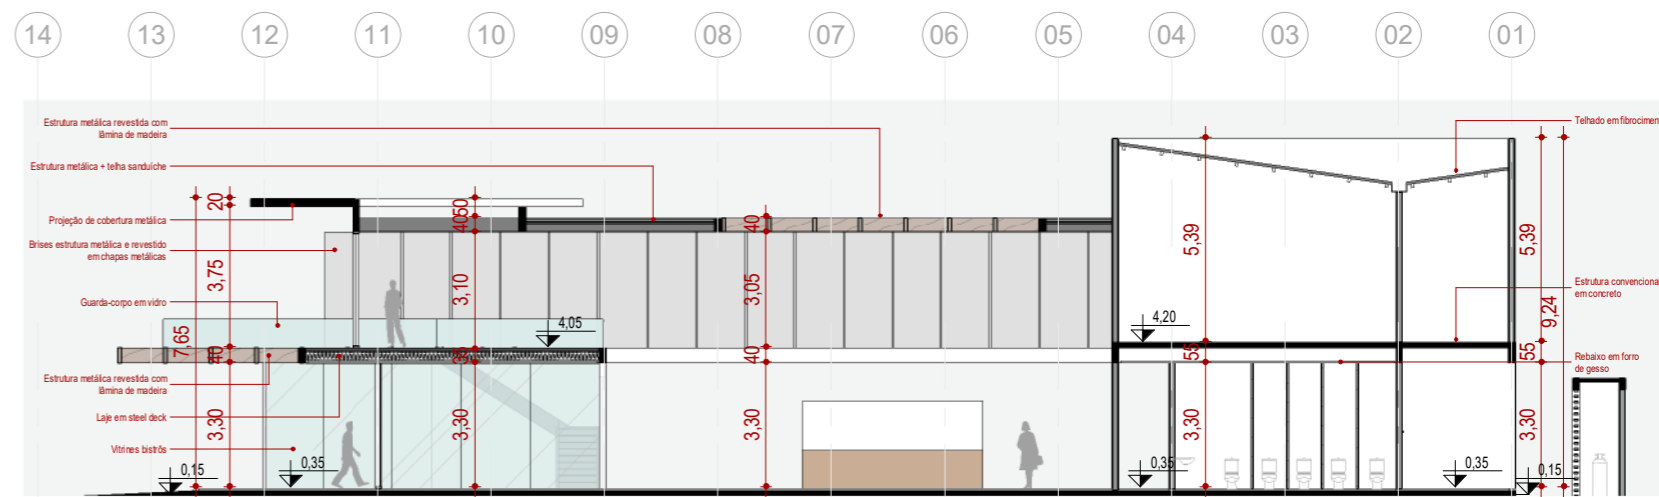 14 13 12 11 10 09 08 07 06 05 04 03 02 01
Estrutura metálica revestida com
lâmina de madeira
Estrutura metálica + telha sanduíche
Projeção de cobertura metálica
Brises estrutura metálica e revestido
em chapas metálicas
Guarda-corpo em vidro
Estrutura metálica revestida com
lâmina de madeira
Laje em steel deck
Vitrines bistrôs
0,15
7,65
20
3,75
40
3,30
0,35
50
40
3,10
3,30
4,05
40
3,05
40
3,30
4,20
5,39
55
3,30
0,35
0,35
Telhado em fibrocimen
Estrutura convenciona
em concreto
Rebaixo em forro
de gesso
5,39
9,24
55
3,30
0,15